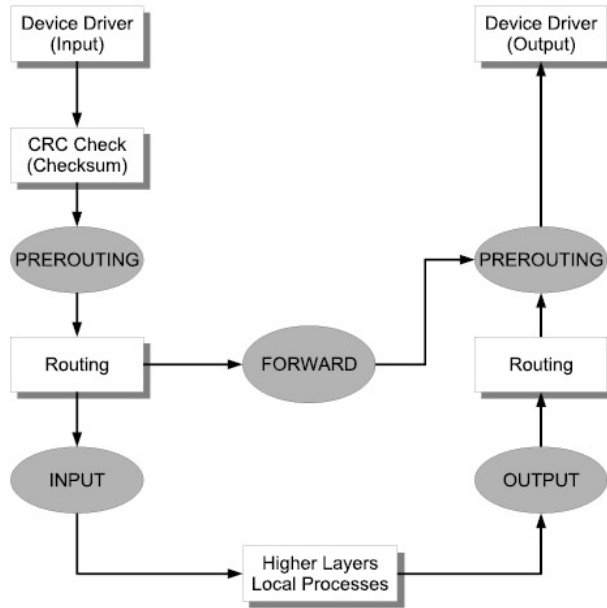 Device Driver
(Input)
Device Driver
(Output)
CRC Check
(Checksum)
PREROUTING
PREROUTING
Routing
FORWARD
Routing
INPUT
OUTPUT
Higher Layers
Local Processes